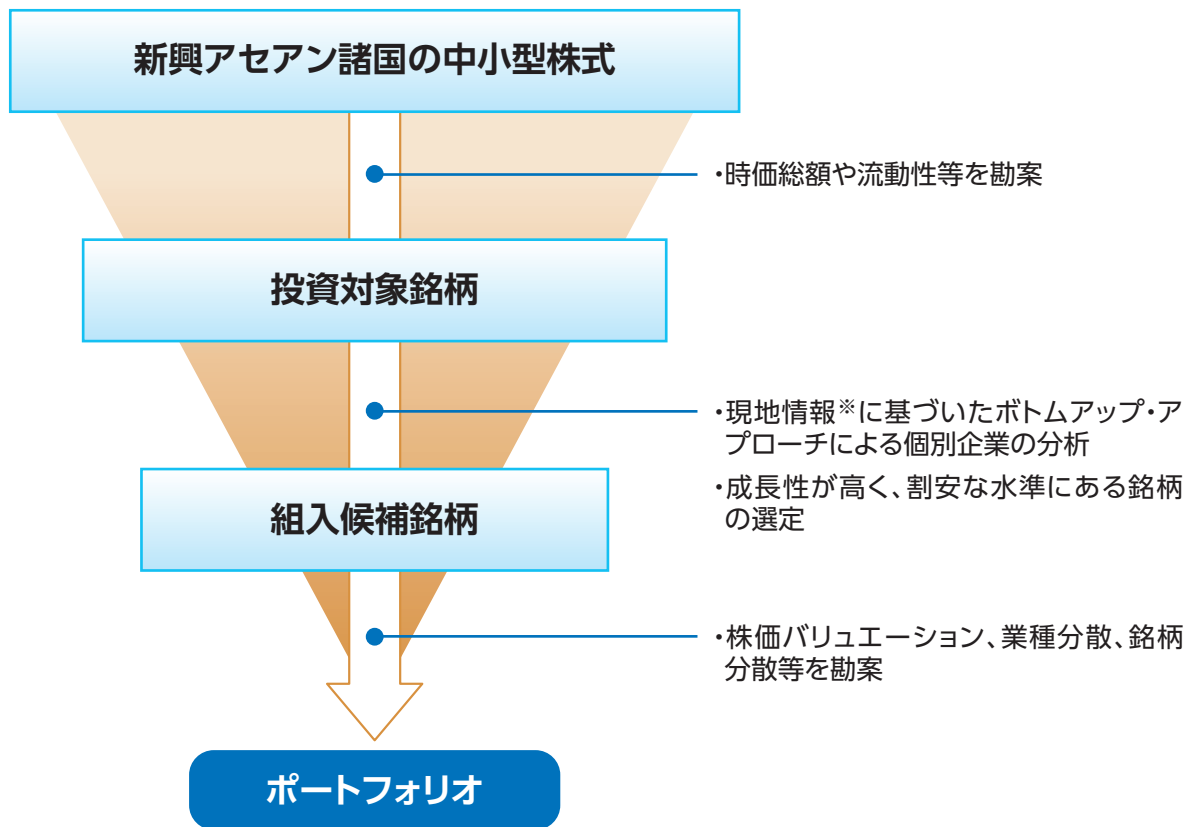 新興アセアン諸国の中小型株式
・時価総額や流動性等を勘案
投資対象銘柄
・現地情報※に基づいたボトムアップ・ア
プローチによる個別企業の分析
・成長性が高く、割安な水準にある銘柄
の選定
組入候補銘柄
・株価バリュエーション、業種分散、銘柄
分散等を勘案
ポートフォリオ